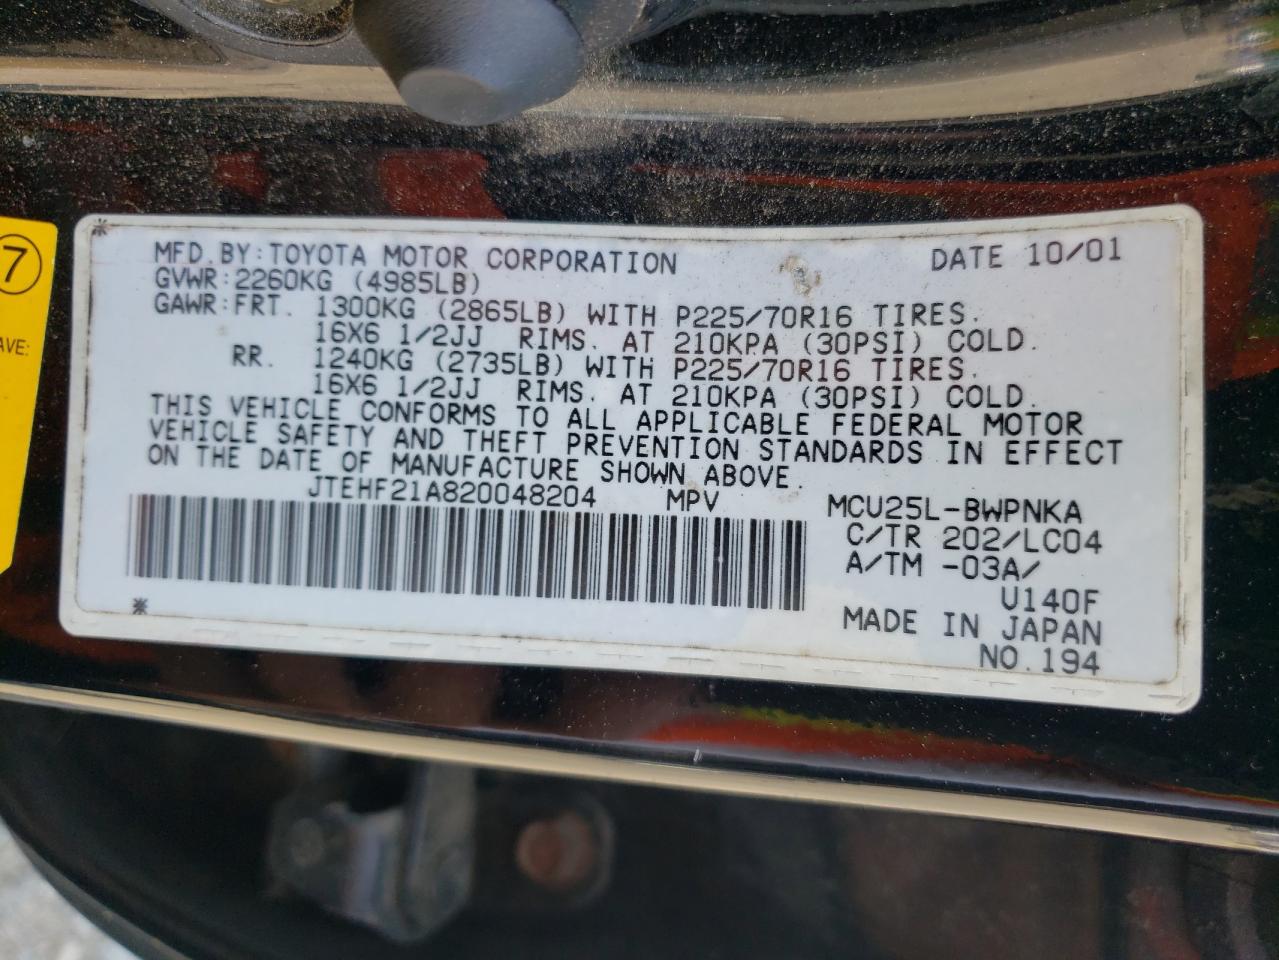 MFD. BY: TOYOTA MOTOR CORPORATION DATE 10/01
GVWR: 2260KG (4985LB)
GAWR: FRT. 1300KG (2865LB) WITH P225/70R16 TIRES.
16X6 1/2JJ RIMS. AT 210KPA (30PSI) COLD.
RR. 1240KG (2735LB) WITH P225/70R16 TIRES.
16X6 1/2JJ RIMS. AT 210KPA (30PSI) COLD.
THIS VEHICLE CONFORMS TO ALL APPLICABLE FEDERAL MOTOR
VEHICLE SAFETY AND THEFT PREVENTION STANDARDS IN EFFECT
ON THE DATE OF MANUFACTURE SHOWN ABOVE.
JTEHF21A820048204 MPV MCU25L-BWPNKA
C/TR 202/LC04
A/TM -03A/
U140F
MADE IN JAPAN
NO.194
7
AVE: